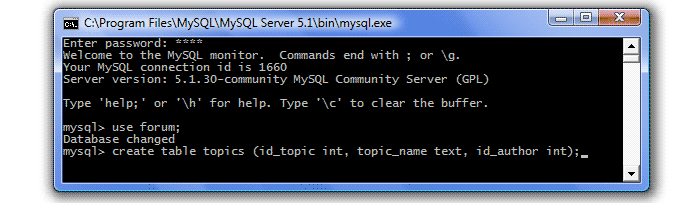 C:\Program Files\MySQL\MySQL Server 5.1\bin\mysql.exe
Enter password: ****
Welcome to the MySQL monitor.  Commands end with ; or \g.
Your MySQL connection id is 1660
Server version: 5.1.30-community MySQL Community Server (GPL)
Type 'help;' or '\h' for help. Type '\c' to clear the buffer.
mysql> use forum;
Database changed
mysql> create table topics (id_topic int, topic_name text, id_author int);